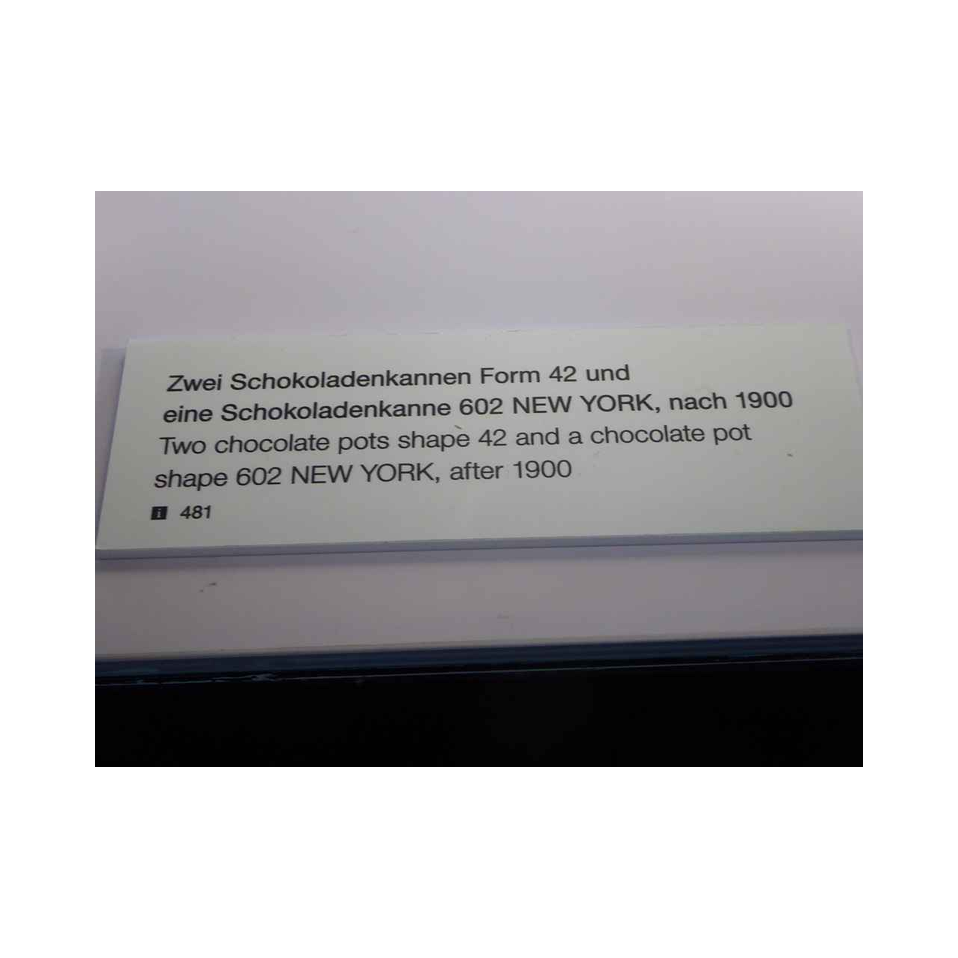 Zwei Schokoladenkannen Form 42 und
eine Schokoladenkanne 602 NEW YORK, nach 1900
Two chocolate pots shape 42 and a chocolate pot
shape 602 NEW YORK, after 1900
i 481